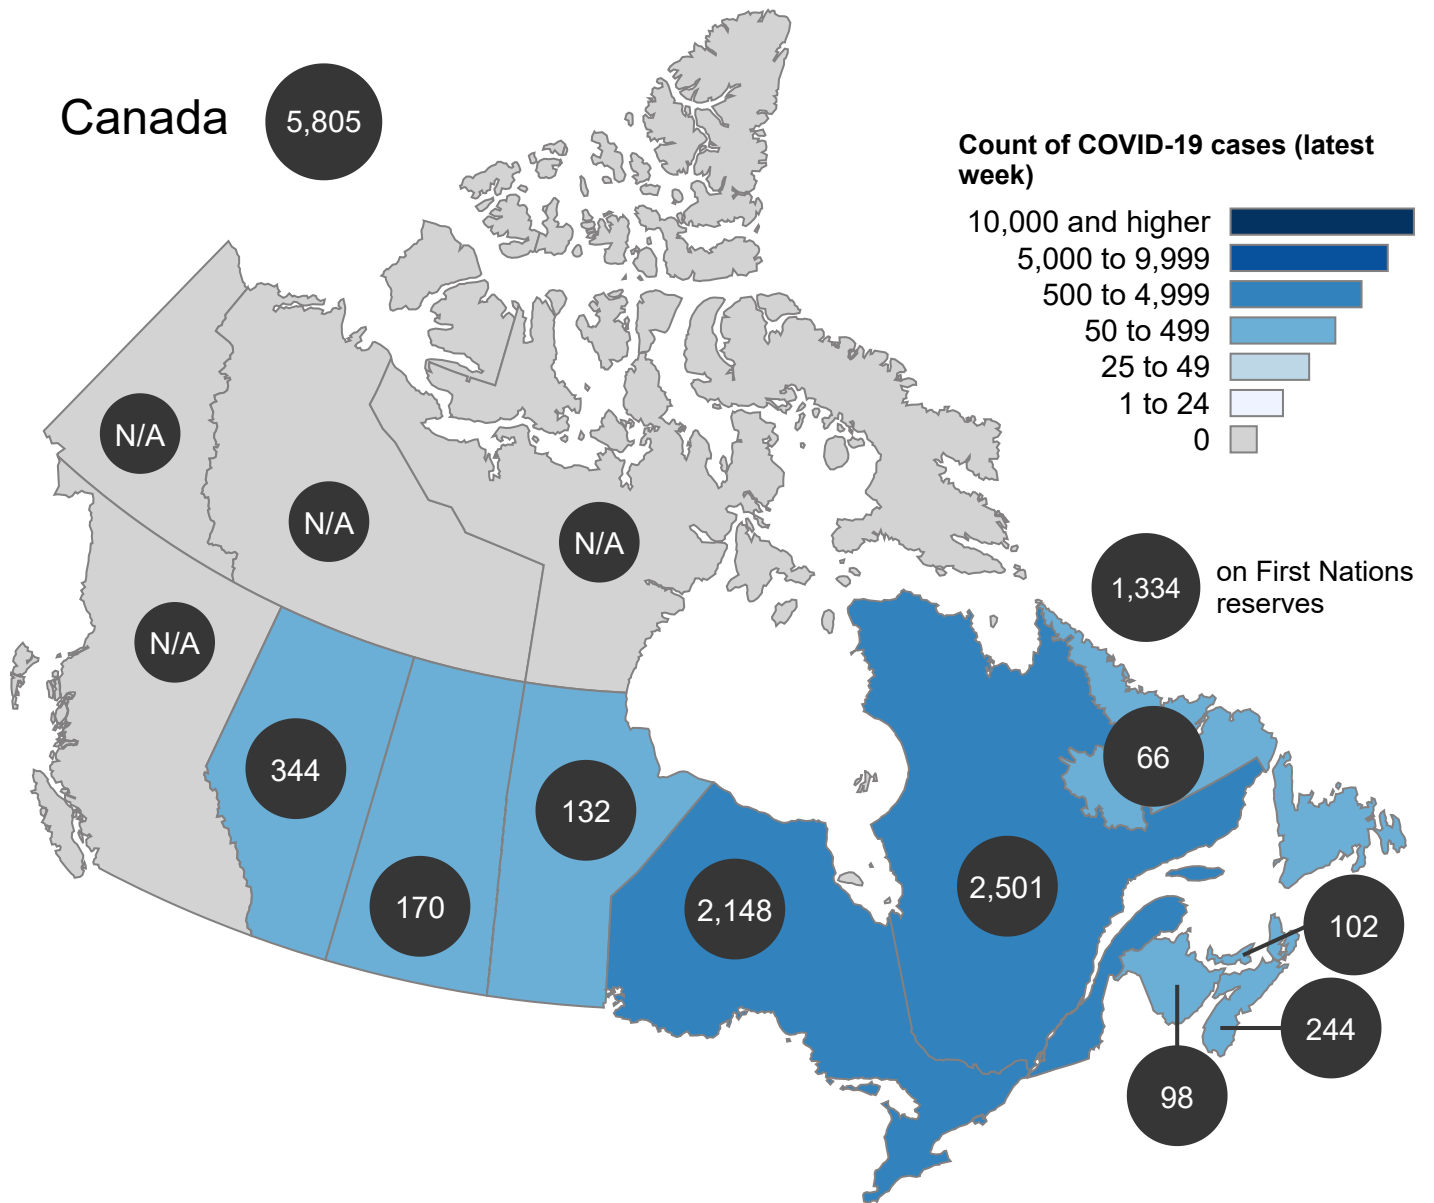 Canada
5,805
Count of COVID-19 cases (latest
week)
10,000 and higher
5,000 to 9,999
500 to 4,999
50 to 499
25 to 49
1 to 24
0
N/A
N/A
N/A
N/A
1,334
on First Nations
reserves
344
170
132
2,148
2,501
66
102
244
98